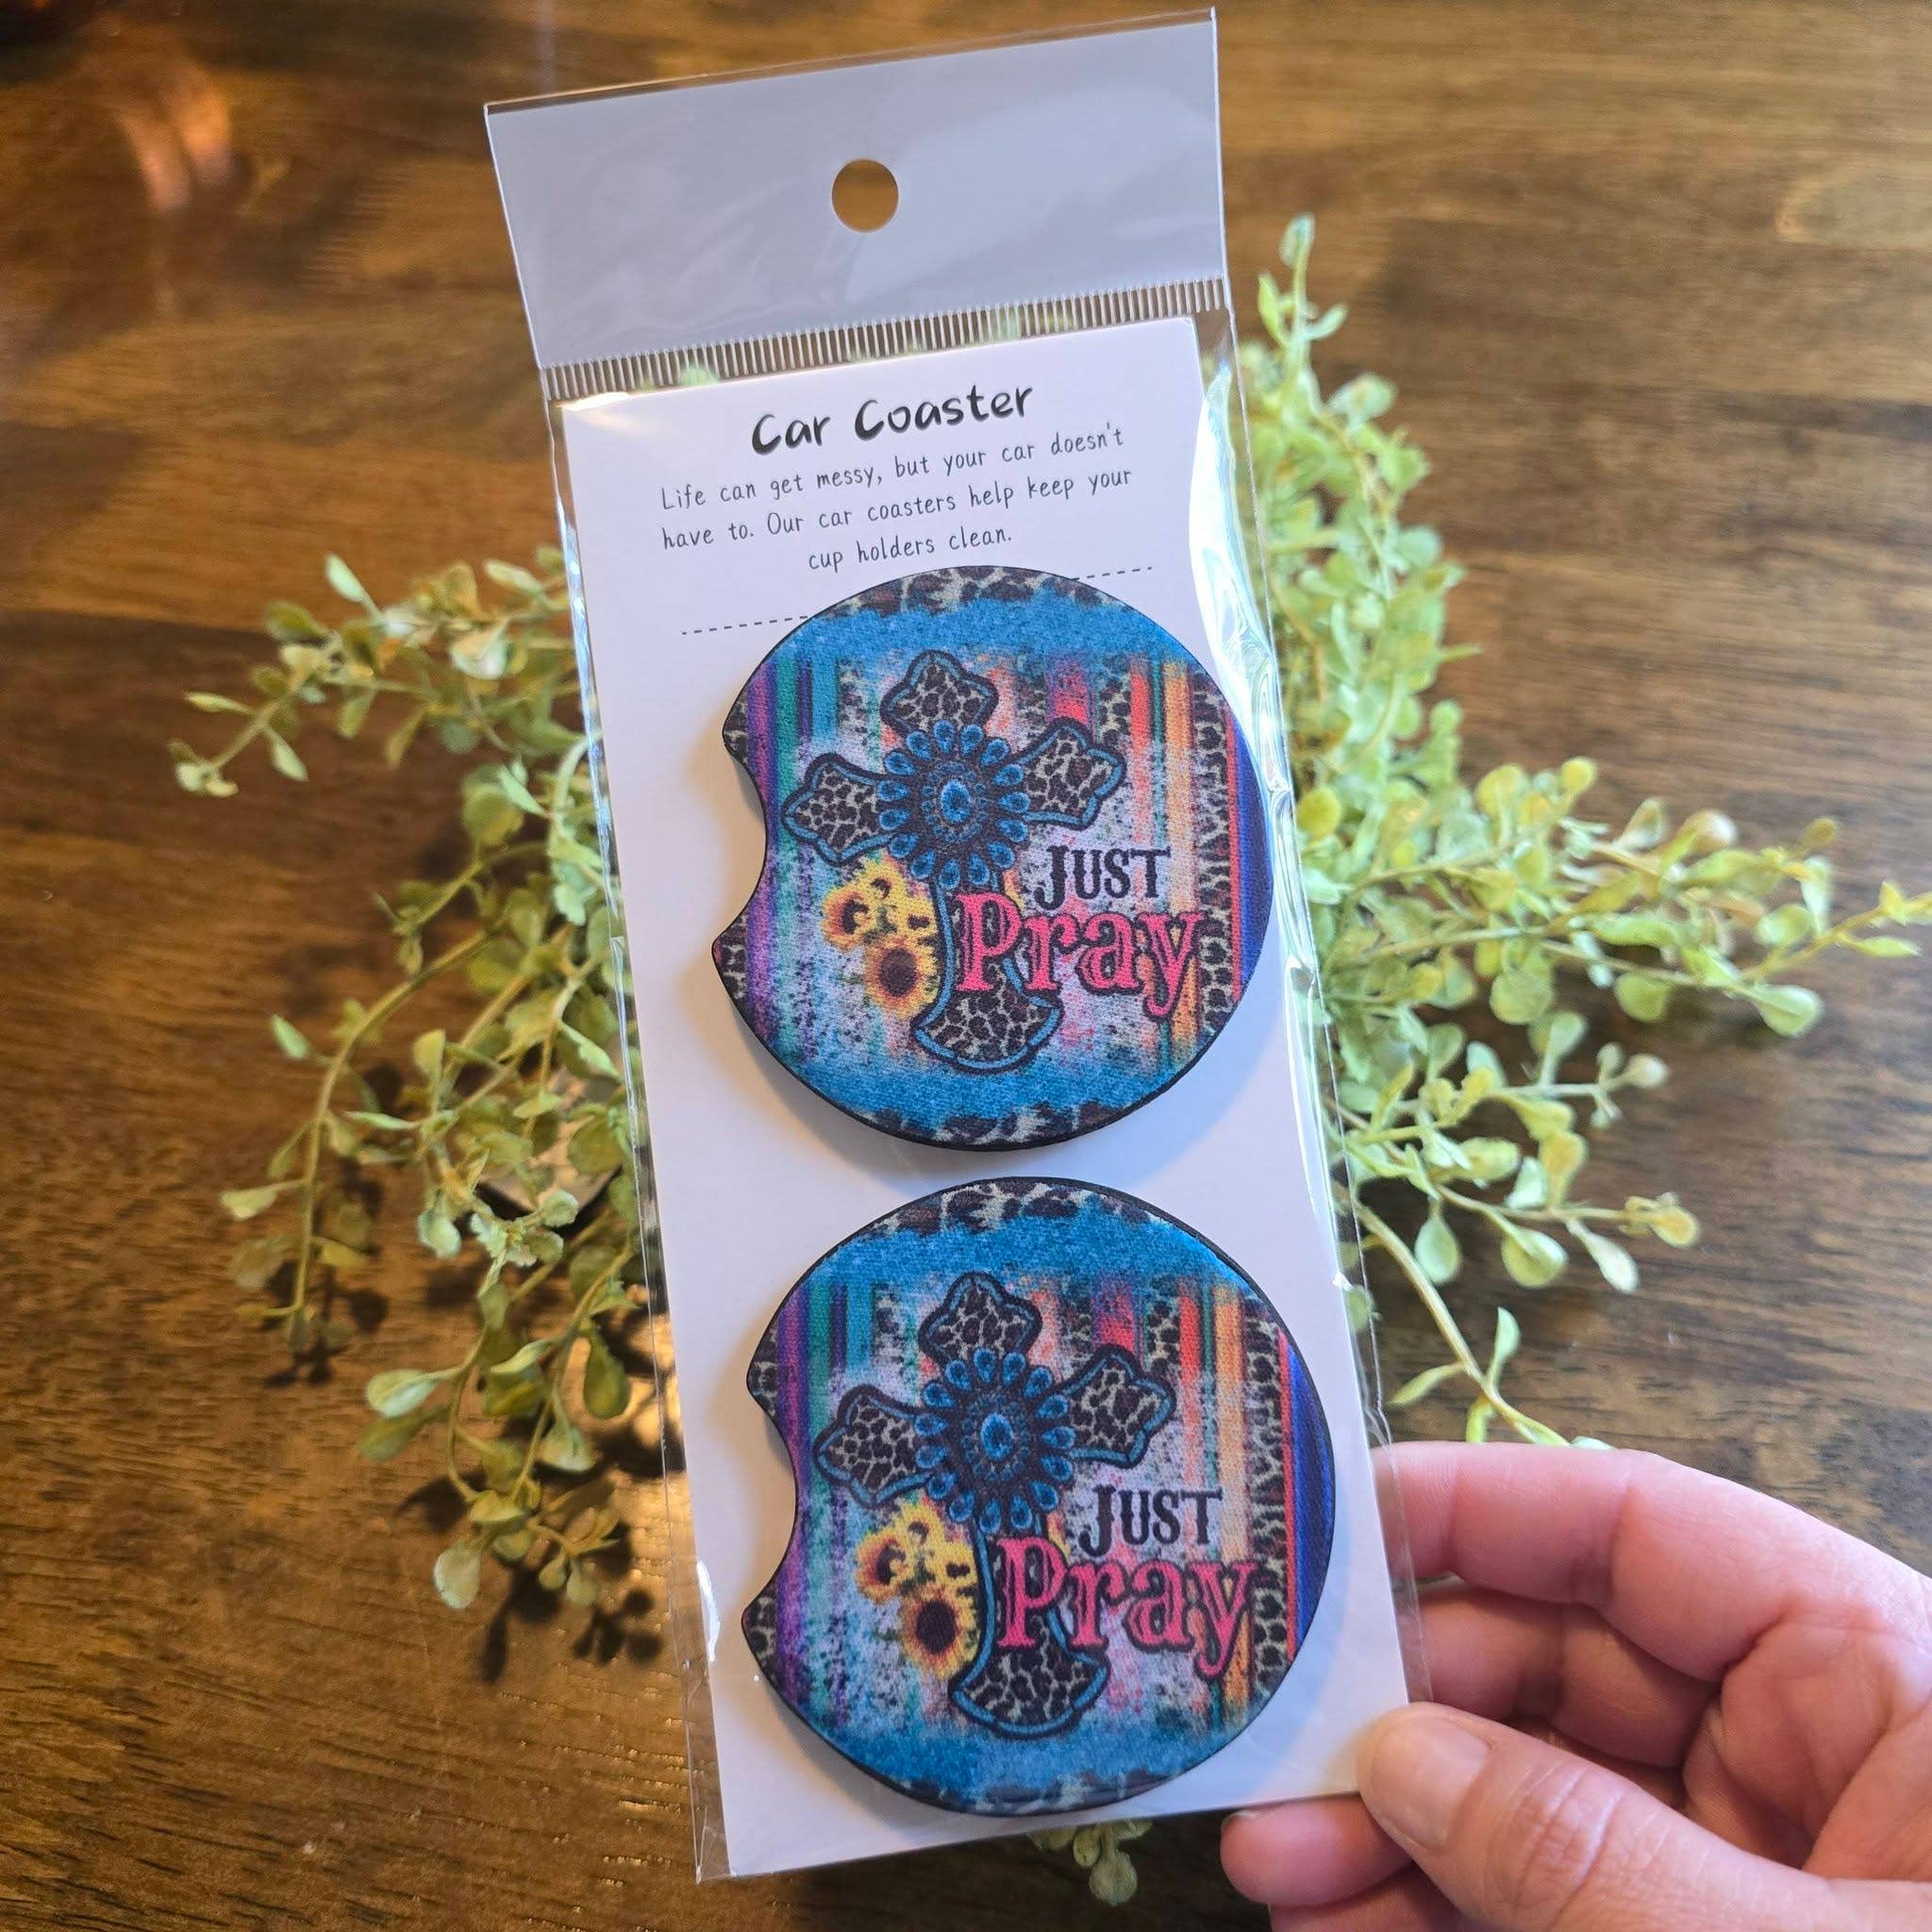 Car Coaster
Life can get messy, but your car doesn't
have to. Our car coasters help keep your
cup holders clean.
JUST
Pray
JUST
Pray